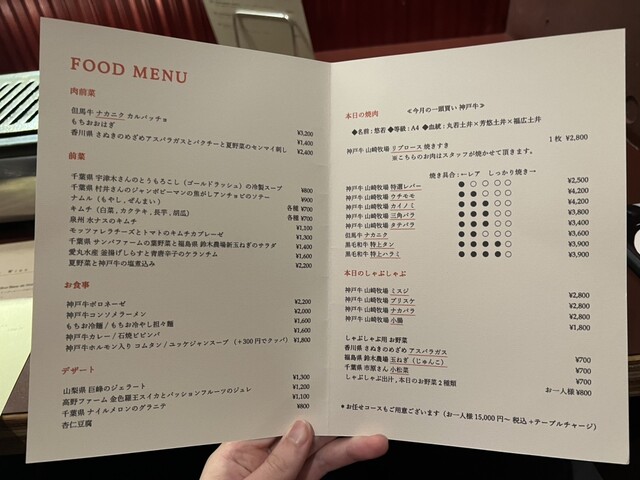 FOOD MENU
肉前菜
但馬牛 ナカニク カルパッチョ
もちおおはぎ ¥3,200
香川県 さぬきのめざめアスパラガスとパクチーと夏野菜のセンマイ刺し ¥1,400
¥2,400
前菜
千葉県 宇津木さんのとうもろこし(ゴールドラッシュ)の冷製スープ ¥800
千葉県 村井さんのジャンボピーマンの焦がしアンチョビのソテー ¥900
ナムル(もやし、ぜんまい) 各種 ¥700
キムチ(白菜、カクテキ、長芋、胡瓜) 各種 ¥700
泉州 水ナスのキムチ ¥1,100
モッツァレラチーズとトマトのキムチカプレーゼ ¥1,300
千葉県 サンバファームの葉野菜と福島県 鈴木農場新玉ねぎのサラダ ¥1,400
愛丸水産 釜揚げしらすと青唐辛子のケランチム ¥1,600
夏野菜と神戸牛の塩煮込み ¥2,200
お食事
神戸牛ボロネーゼ ¥2,200
神戸牛コンソメラーメン ¥2,000
もちお冷麺/もちお冷やし担々麺 ¥1,600
神戸牛カレー/石焼ビビンバ ¥1,600
神戸牛ホルモン入り コムタン/ユッケジャンスープ (+300円でクッパ) ¥1,800
デザート
山梨県 巨峰のジェラート ¥1,300
高野ファーム 金色羅王スイカとパッションフルーツのジュレ ¥1,200
千葉県 ナイルメロンのグラニテ ¥1,100
杏仁豆腐 ¥800
本日の焼肉 ≪今月の一頭買い 神戸牛≫
◆名前:悠若 ◆等級:A4 ◆血統:丸若土井×芳悠土井×福広土井
神戸牛 山崎牧場 リブロース 焼すき 1枚 ¥2,800
※こちらのお肉はスタッフが焼かせて頂きます。
焼き具合:←レア しっかり焼き→
神戸牛 山崎牧場 特選レバー ●○○○○ ¥2,500
神戸牛 山崎牧場 ウチモモ ●●○○○ ¥4,200
神戸牛 山崎牧場 カイノミ ●●●○○ ¥4,200
神戸牛 山崎牧場 三角バラ ●●●○○ ¥3,800
神戸牛 山崎牧場 タテバラ ●●●○○ ¥3,400
但馬牛 ナカニク ●●○○○ ¥3,600
黒毛和牛 特上タン ●●●●○ ¥3,900
黒毛和牛 特上ハラミ ●●●●○ ¥3,900
本日のしゃぶしゃぶ
神戸牛 山崎牧場 ミスジ ¥2,800
神戸牛 山崎牧場 ブリスケ ¥2,800
神戸牛 山崎牧場 ナカバラ ¥2,800
神戸牛 山崎牧場 小腸 ¥1,800
しゃぶしゃぶ用 お野菜
香川県 さぬきのめざめ アスパラガス ¥700
福島県 鈴木農場 玉ねぎ(じゅんこ) ¥700
千葉県 市原さん 小松菜 ¥700
しゃぶしゃぶ出汁、本日のお野菜2種類 お一人様 ¥800
＊お任せコースもご用意ございます(お一人様 15,000円〜 税込+テーブルチャージ)